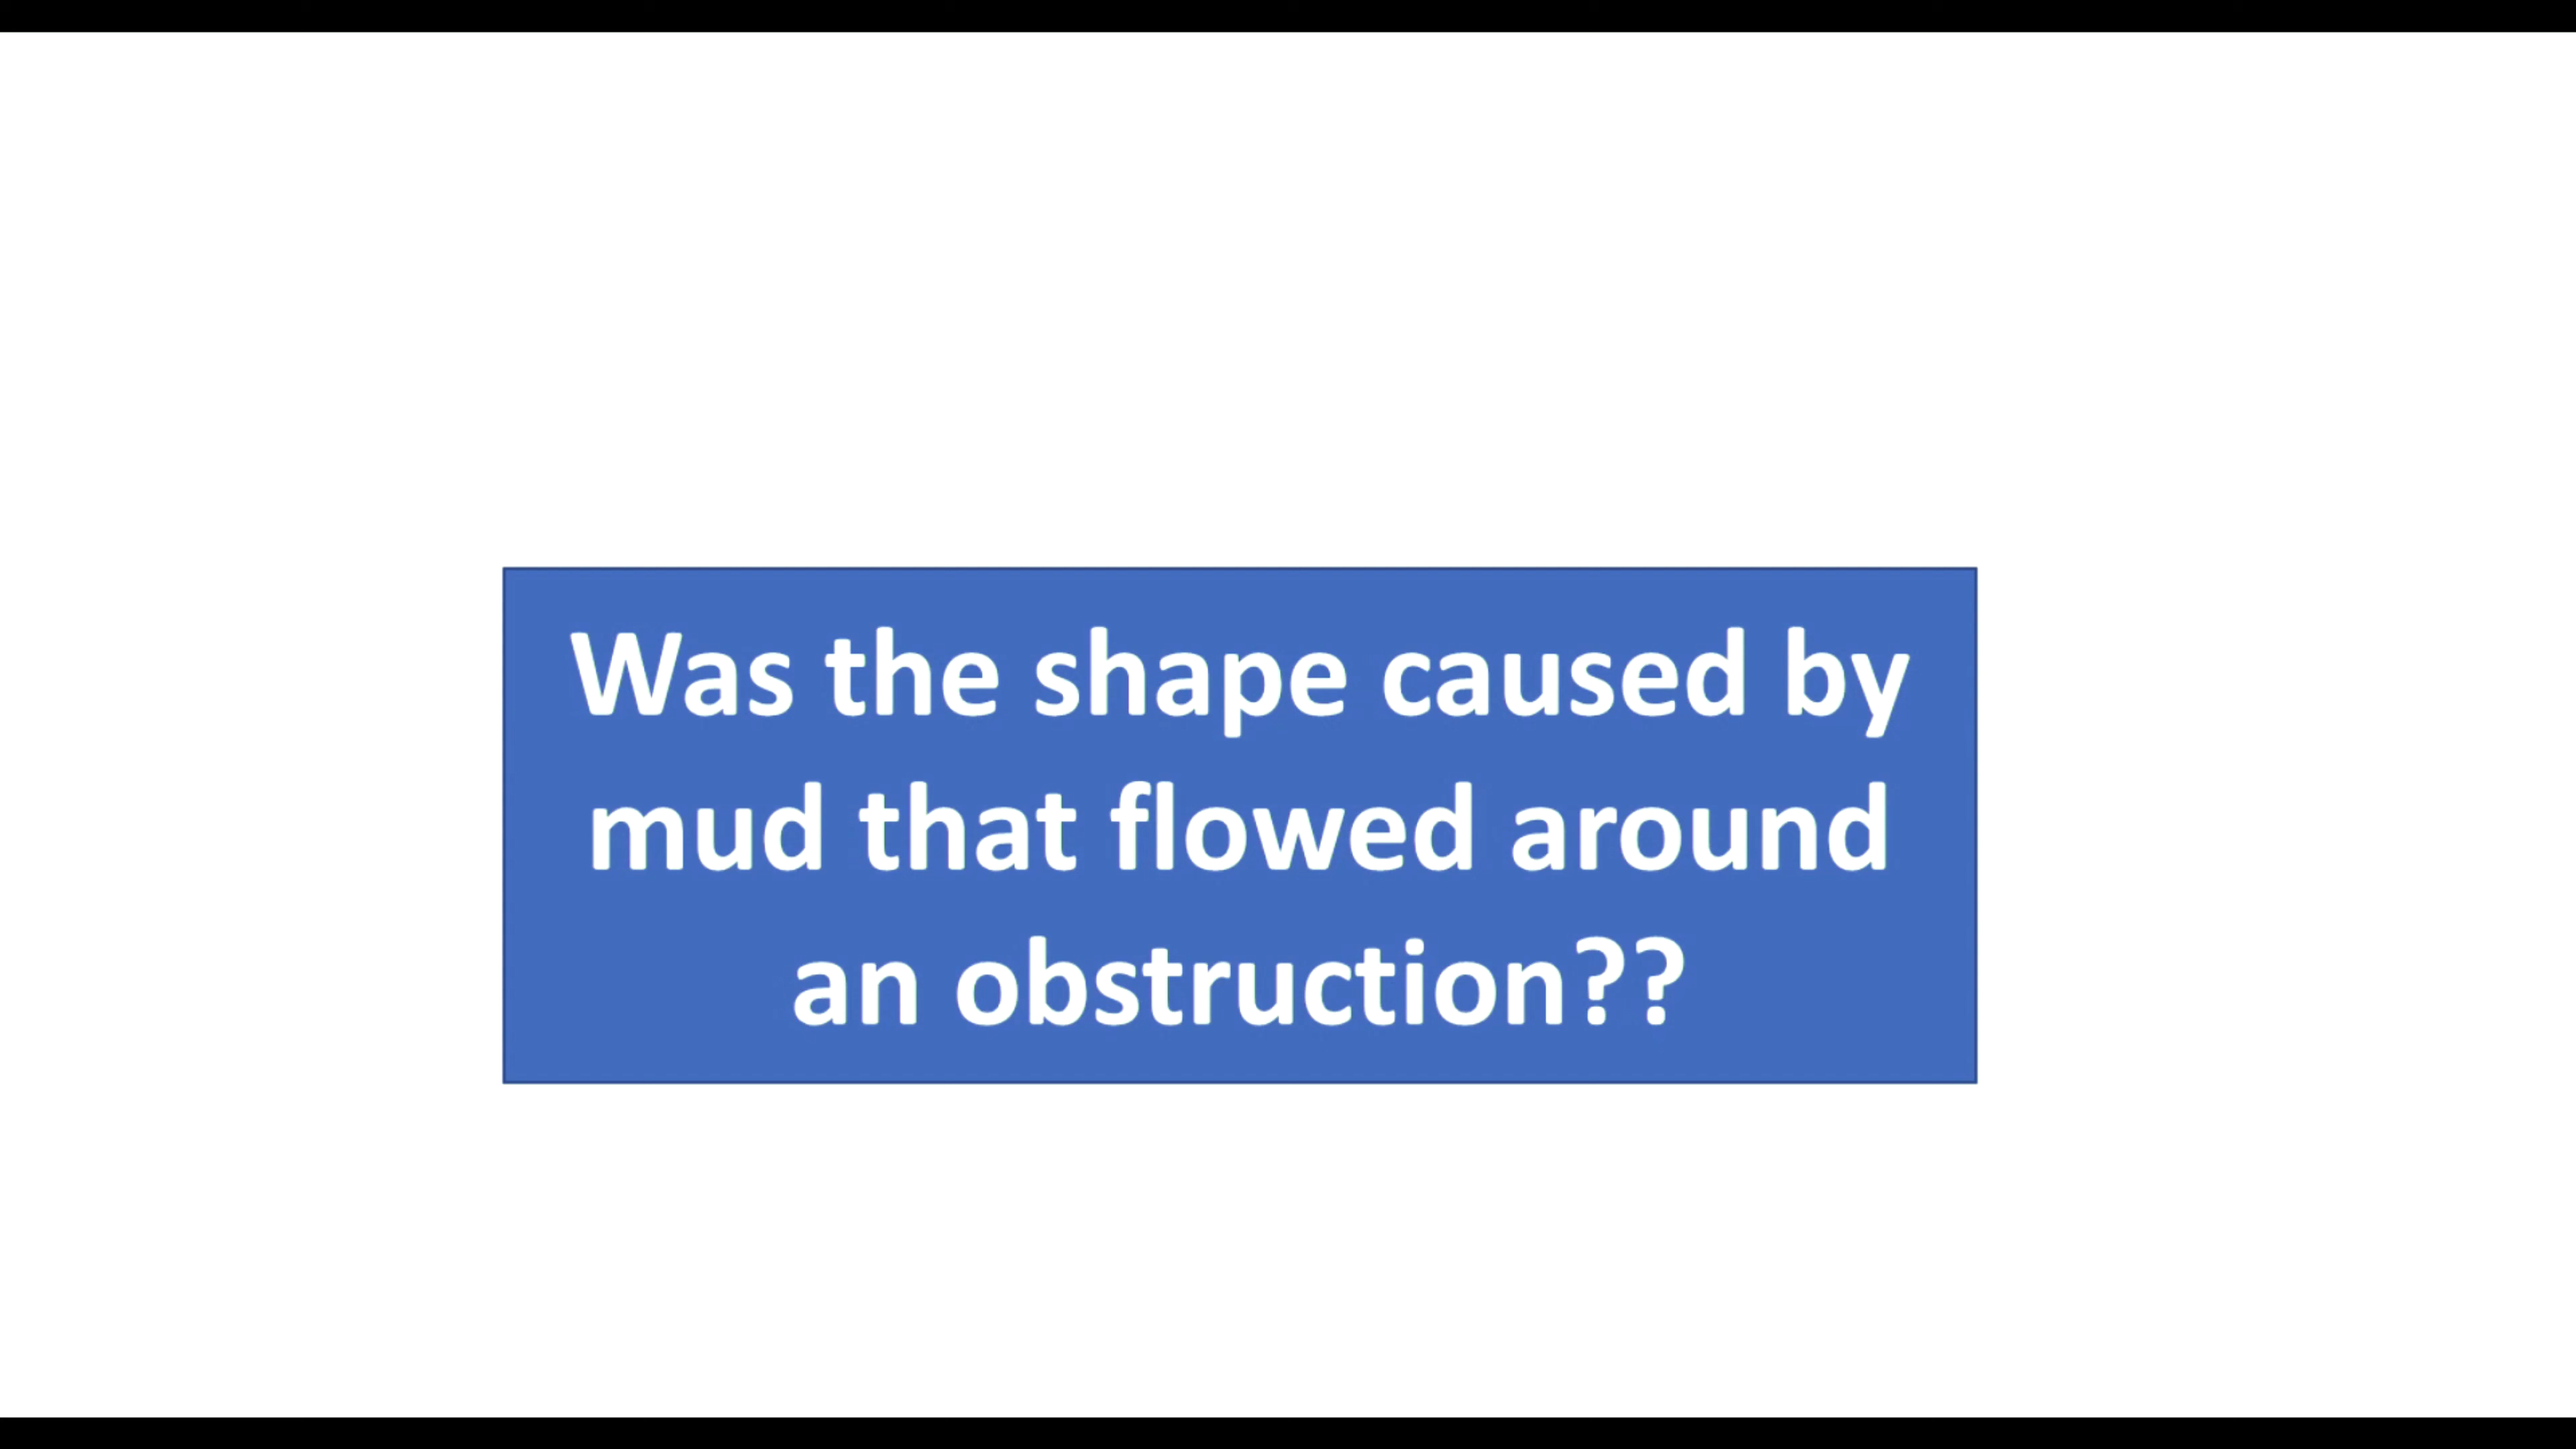 Was the shape caused by
mud that flowed around
an obstruction??